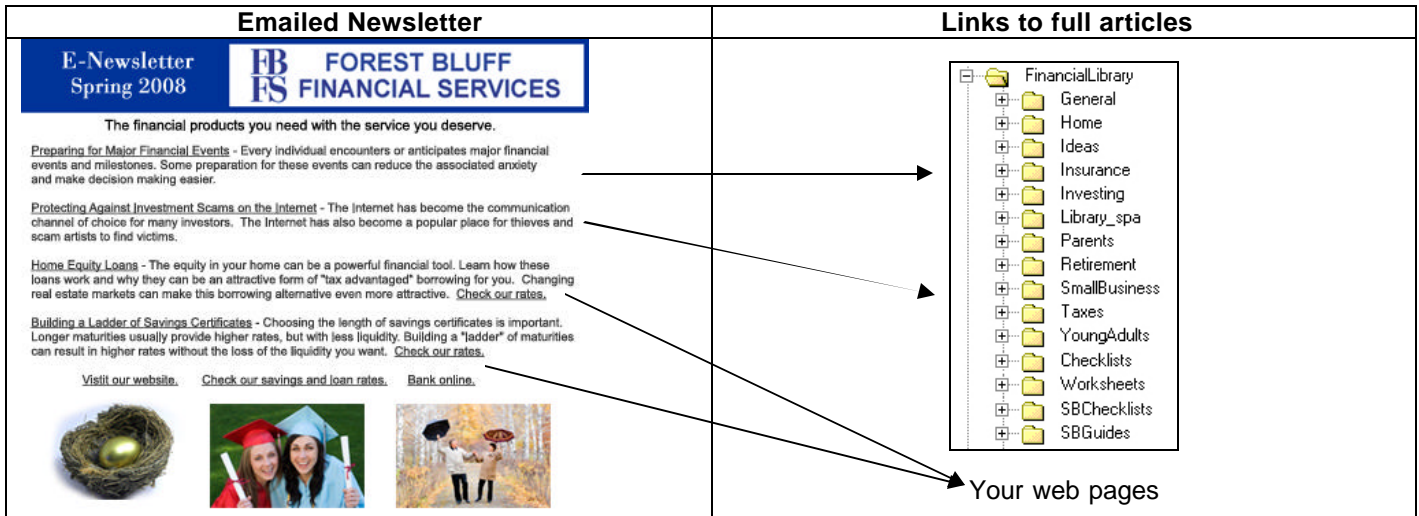 Emailed Newsletter
Links to full articles
E-Newsletter
Spring 2008
FB
FS
FOREST BLUFF
FINANCIAL SERVICES
The financial products you need with the service you deserve.
Preparing for Major Financial Events - Every individual encounters or anticipates major financial
events and milestones. Some preparation for these events can reduce the associated anxiety
and make decision making easier.
Protecting Against Investment Scams on the Internet - The Internet has become the communication
channel of choice for many investors. The Internet has also become a popular place for thieves and
scam artists to find victims.
Home Equity Loans - The equity in your home can be a powerful financial tool. Learn how these
loans work and why they can be an attractive form of "tax advantaged" borrowing for you. Changing
real estate markets can make this borrowing alternative even more attractive. Check our rates.
Building a Ladder of Savings Certificates - Choosing the length of savings certificates is important.
Longer maturities usually provide higher rates, but with less liquidity. Building a "ladder" of maturities
can result in higher rates without the loss of the liquidity you want. Check our rates.
Vistit our website. Check our savings and loan rates. Bank online.
FinancialLibrary
General
Home
Ideas
Insurance
Investing
Library_spa
Parents
Retirement
SmallBusiness
Taxes
YoungAdults
Checklists
Worksheets
SBChecklists
SBGuides
Your web pages